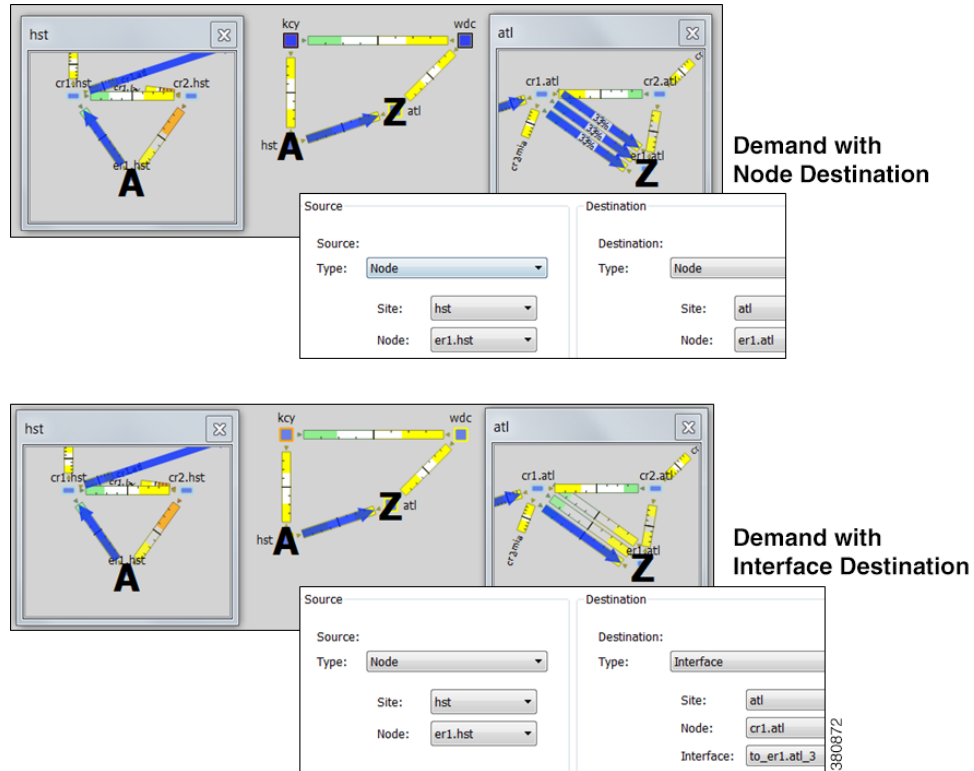 hst
cr1.hst
cr2.hst
er1.hst
A
kcy
wdc
hst
A
Z
atl
atl
cr1.atl
cr2.atl
cr
33%
33%
33%
cr2.mia
er1.atl
Z
Demand with
Node Destination
Source
Destination
Source:
Destination:
Type:
Node
Type:
Node
Site:
hst
Site:
atl
Node:
er1.hst
Node:
er1.atl
hst
cr1.hst
cr2.hst
er1.hst
A
kcy
wdc
hst
A
Z
atl
atl
cr1.atl
cr2.atl
cr
cr2.mia
er1.atl
Z
Demand with
Interface Destination
Source
Destination
Source:
Destination:
Type:
Node
Type:
Interface
Site:
hst
Site:
atl
Node:
er1.hst
Node:
cr1.atl
Interface:
to_er1.atl_3
380872